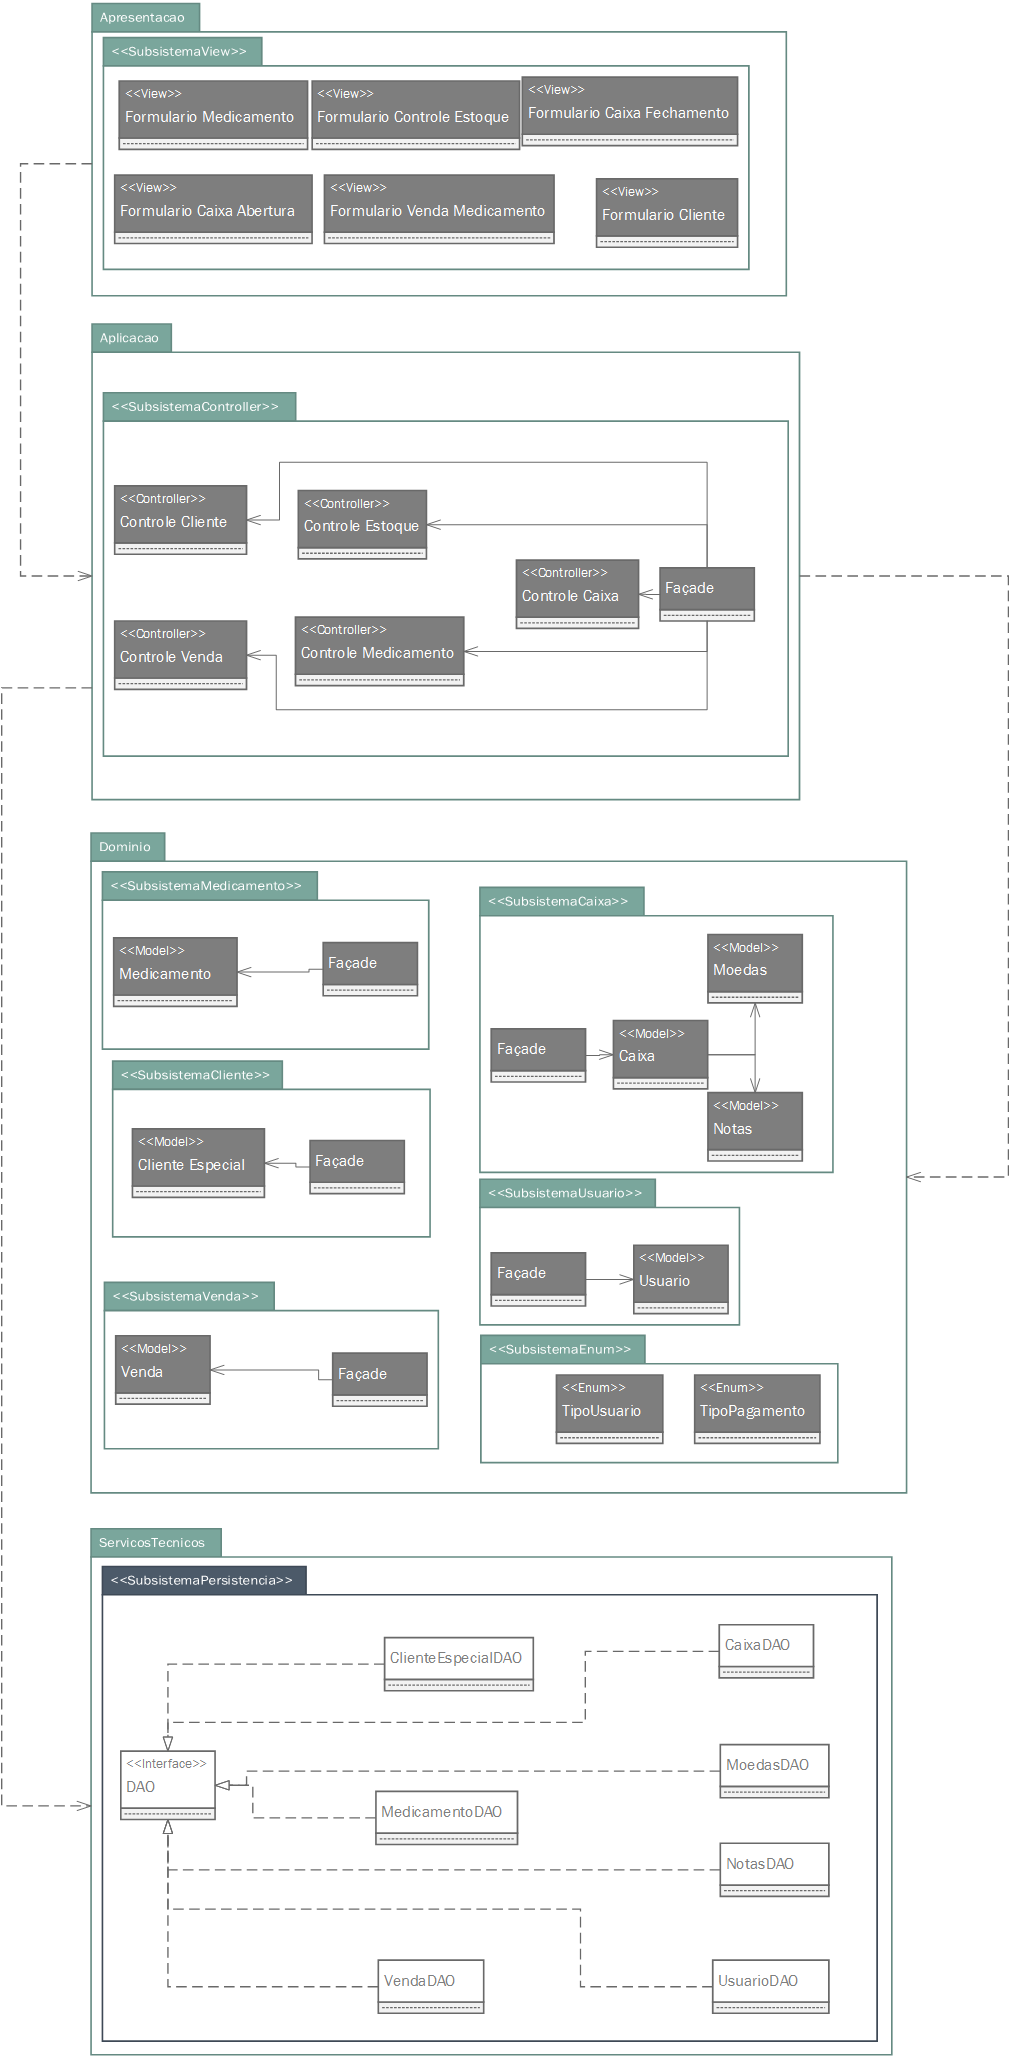 Apresentacao
<<SubsistemaView>>
<<View>>
Formulario Medicamento
<<View>>
Formulario Controle Estoque
<<View>>
Formulario Caixa Fechamento
<<View>>
Formulario Caixa Abertura
<<View>>
Formulario Venda Medicamento
<<View>>
Formulario Cliente
Aplicacao
<<SubsistemaController>>
<<Controller>>
Controle Cliente
<<Controller>>
Controle Estoque
<<Controller>>
Controle Caixa
Façade
<<Controller>>
Controle Venda
<<Controller>>
Controle Medicamento
Dominio
<<SubsistemaMedicamento>>
<<Model>>
Medicamento
Façade
<<SubsistemaCaixa>>
<<Model>>
Moedas
Façade
<<Model>>
Caixa
<<Model>>
Notas
<<SubsistemaCliente>>
<<Model>>
Cliente Especial
Façade
<<SubsistemaUsuario>>
Façade
<<Model>>
Usuario
<<SubsistemaVenda>>
<<Model>>
Venda
Façade
<<SubsistemaEnum>>
<<Enum>>
TipoUsuario
<<Enum>>
TipoPagamento
ServicosTecnicos
<<SubsistemaPersistencia>>
ClienteEspecialDAO
CaixaDAO
<<Interface>>
DAO
MoedasDAO
MedicamentoDAO
NotasDAO
VendaDAO
UsuarioDAO